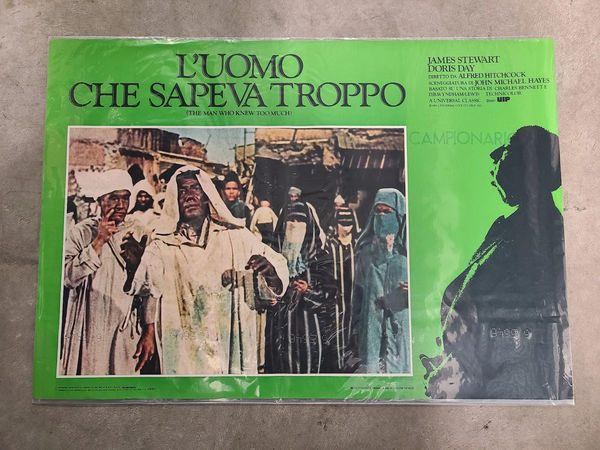 L'UOMO
CHE SAPEVA TROPPO
(THE MAN WHO KNEW TOO MUCH)
JAMES STEWART
DORIS DAY
DIRETTO DA ALFRED HITCHCOCK
SCENEGGIATURA DI JOHN MICHAEL HAYES
BASATO SU UNA STORIA DI CHARLES BENNETT E
D.B. WYNDHAM-LEWIS TECHNICOLOR
A UNIVERSAL CLASSIC UIP
CAMPIONARIO